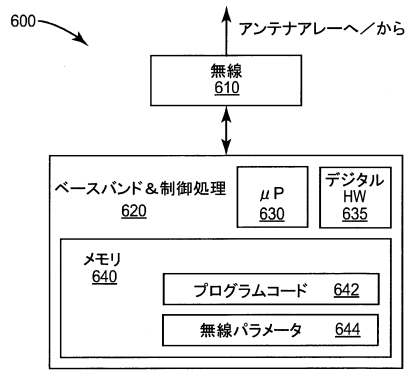 600
アンテナアレーへ／から
無線
610
ベースバンド＆制御処理
620
μP
630
デジタル
HW
635
メモリ
640
プログラムコード 642
無線パラメータ 644